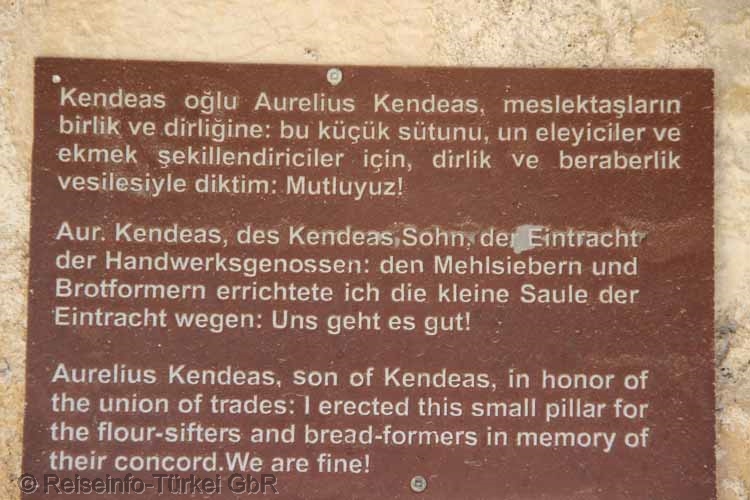 Kendeas oğlu Aurelius Kendeas, meslektaşların
birlik ve dirliğine: bu küçük sütunu, un eleyiciler ve
ekmek şekillendiriciler için, dirlik ve beraberlik
vesilesiyle diktim: Mutluyuz!
Aur. Kendeas, des Kendeas Sohn, der Eintracht
der Handwerksgenossen: den Mehlsiebern und
Brotformern errichtete ich die kleine Saule der
Eintracht wegen: Uns geht es gut!
Aurelius Kendeas, son of Kendeas, in honor of
the union of trades: I erected this small pillar for
the flour-sifters and bread-formers in memory of
their concord.We are fine!
© Reiseinfo-Türkei GbR